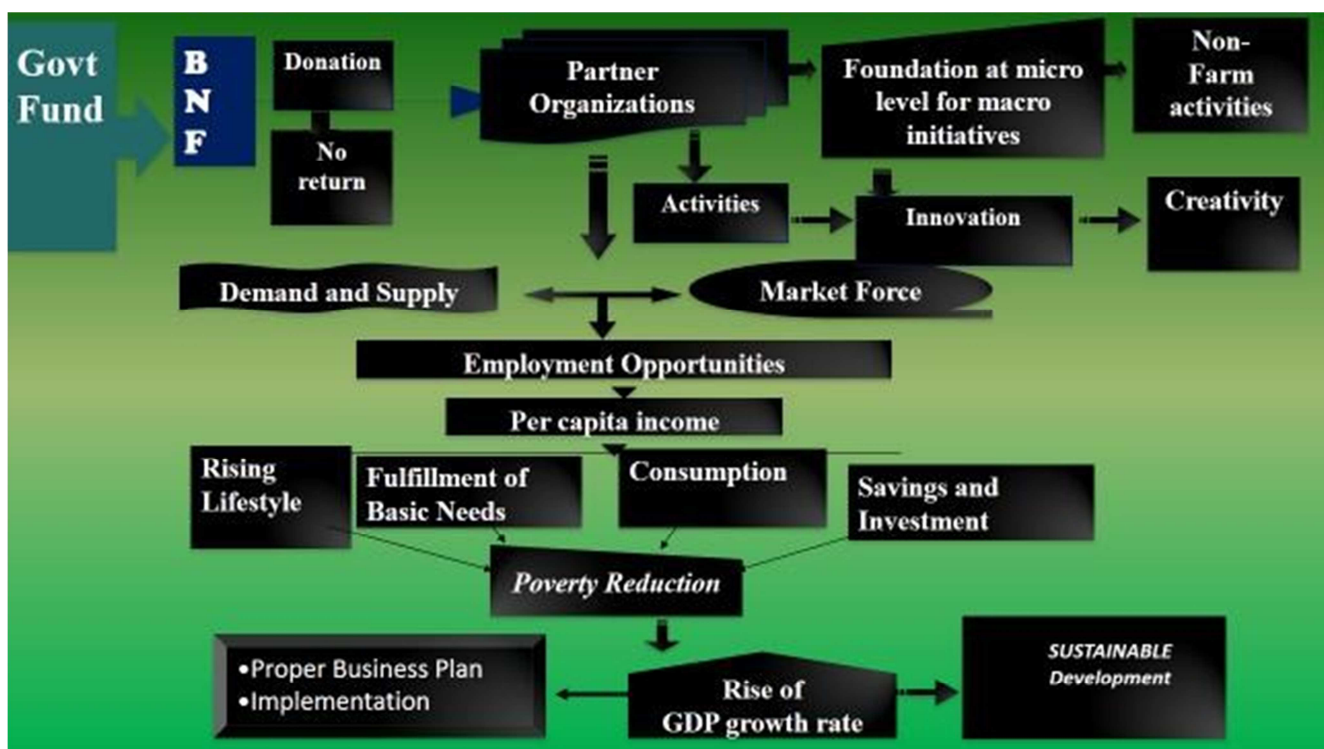 Govt
Fund
B
N
F
Donation
No
return
Partner
Organizations
Foundation at micro
level for macro
initiatives
Non-
Farm
activities
Activities
Innovation
Creativity
Demand and Supply
Market Force
Employment Opportunities
Per capita income
Rising
Lifestyle
Fulfillment of
Basic Needs
Consumption
Savings and
Investment
Poverty Reduction
•Proper Business Plan
•Implementation
Rise of
GDP growth rate
SUSTAINABLE
Development